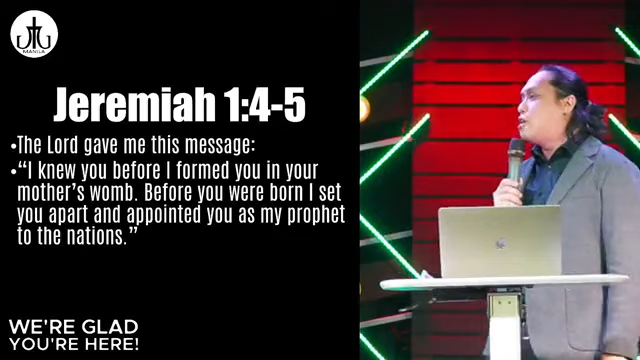 MANILA
Jeremiah 1:4-5
•The Lord gave me this message:
•“I knew you before I formed you in your
mother’s womb. Before you were born I set
you apart and appointed you as my prophet
to the nations.”
WE'RE GLAD
YOU'RE HERE!